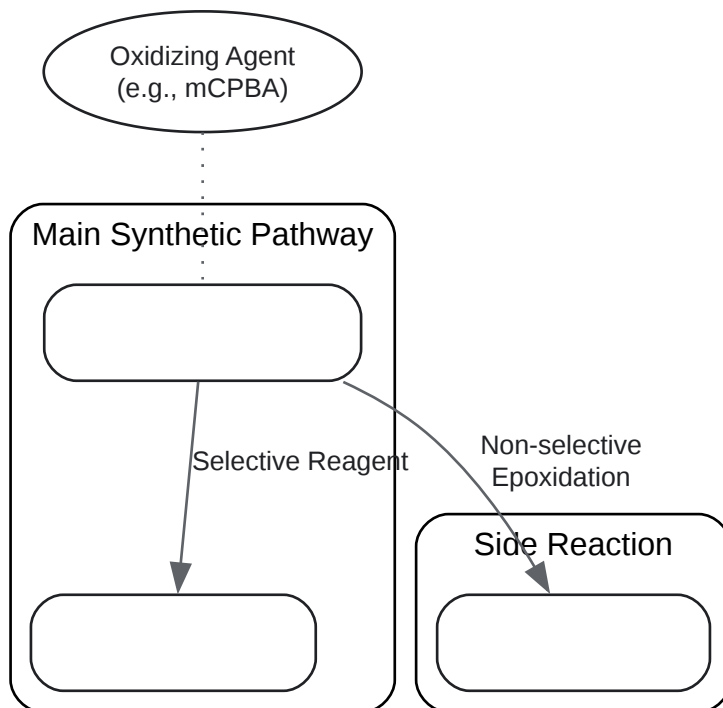 Oxidizing Agent
(e.g., mCPBA)
Main Synthetic Pathway
Selective Reagent
Non-selective
Epoxidation
Side Reaction